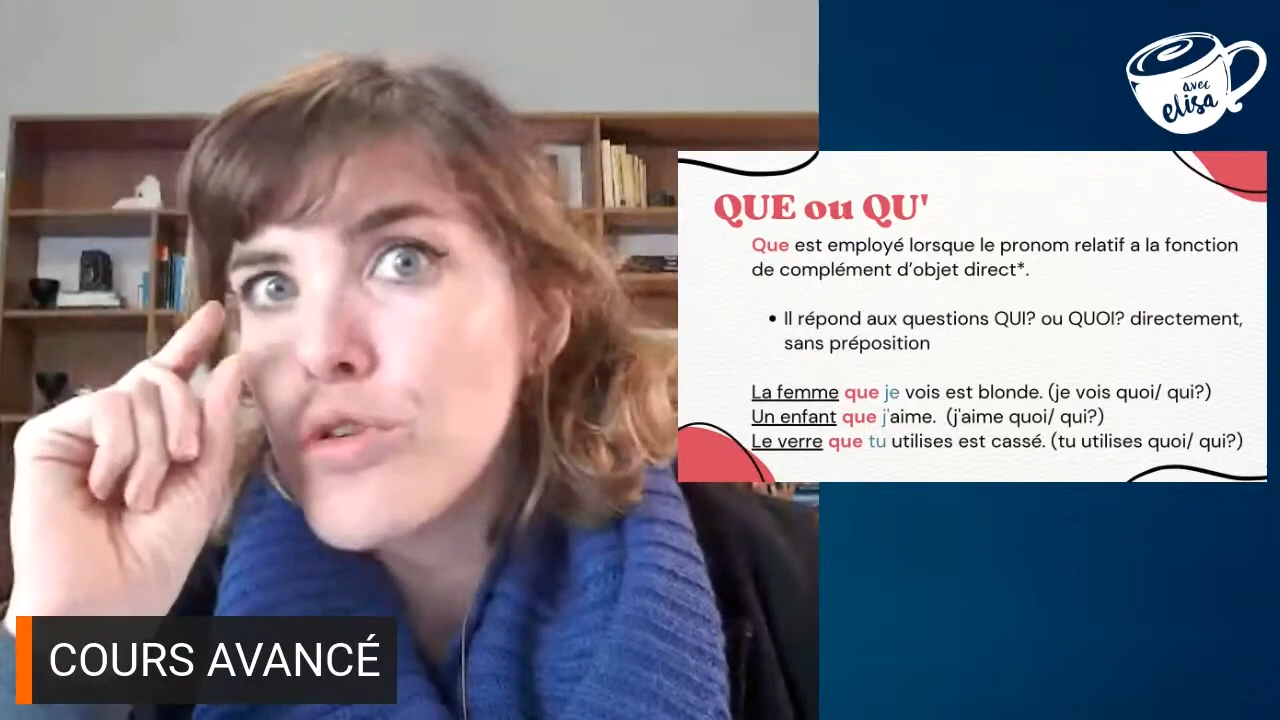 avec
elisa
QUE ou QU'
Que est employé lorsque le pronom relatif a la fonction
de complément d'objet direct*.
• Il répond aux questions QUI? ou QUOI? directement,
sans préposition
La femme que je vois est blonde. (je vois quoi/ qui?)
Un enfant que j'aime. (j'aime quoi/ qui?)
Le verre que tu utilises est cassé. (tu utilises quoi/ qui?)
COURS AVANCÉ